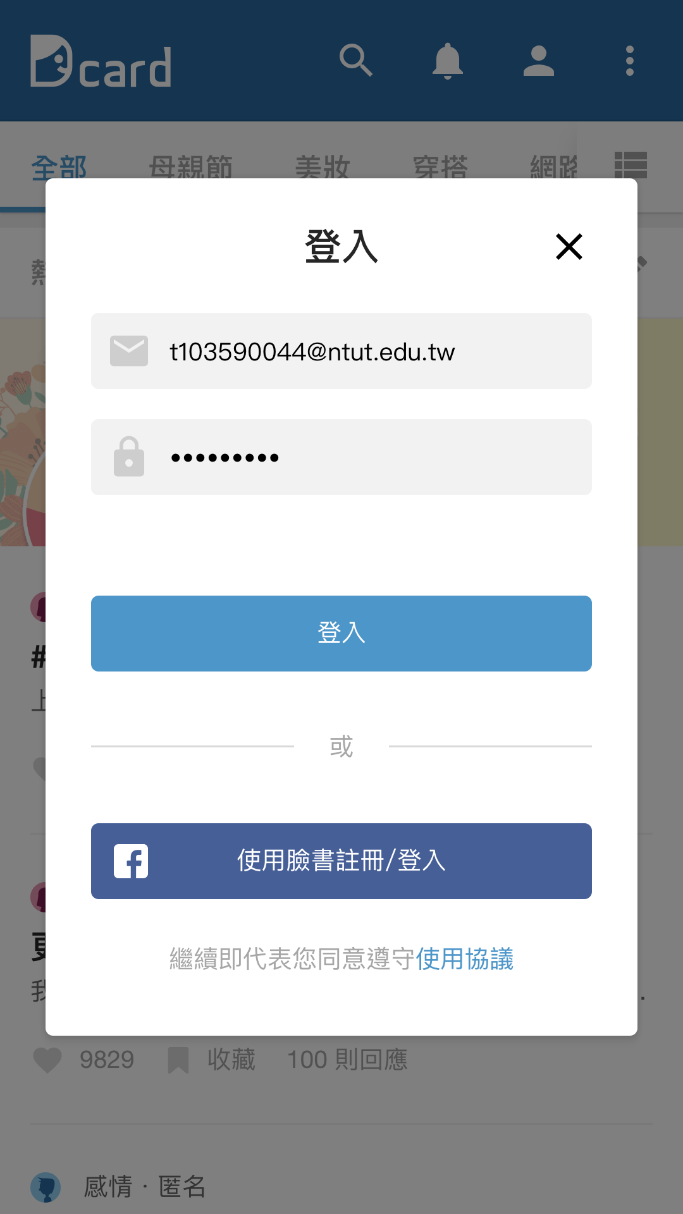 Dcard
全部 母親節 美妝 穿搭 網路
登入
t103590044@ntut.edu.tw
•••••••••
登入
或
使用臉書註冊/登入
繼續即代表您同意遵守使用協議
#
上
我
9829 收藏 100 則回應
感情 · 匿名